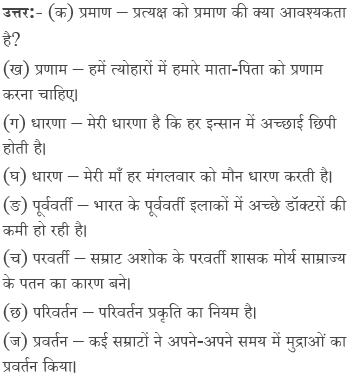 उत्तर:- (क) प्रमाण – प्रत्यक्ष को प्रमाण की क्या आवश्यकता
है?
(ख) प्रणाम – हमें त्योहारों में हमारे माता-पिता को प्रणाम
करना चाहिए।
(ग) धारणा – मेरी धारणा है कि हर इन्सान में अच्छाई छिपी
होती है।
(घ) धारण – मेरी माँ हर मंगलवार को मौन धारण करती है।
(ङ) पूर्ववर्ती – भारत के पूर्ववर्ती इलाकों में अच्छे डॉक्टरों की
कमी हो रही है।
(च) परवर्ती – सम्राट अशोक के परवर्ती शासक मोर्य साम्राज्य
के पतन का कारण बने।
(छ) परिवर्तन – परिवर्तन प्रकृति का नियम है।
(ज) प्रवर्तन – कई सम्राटों ने अपने-अपने समय में मुद्राओं का
प्रवर्तन किया।